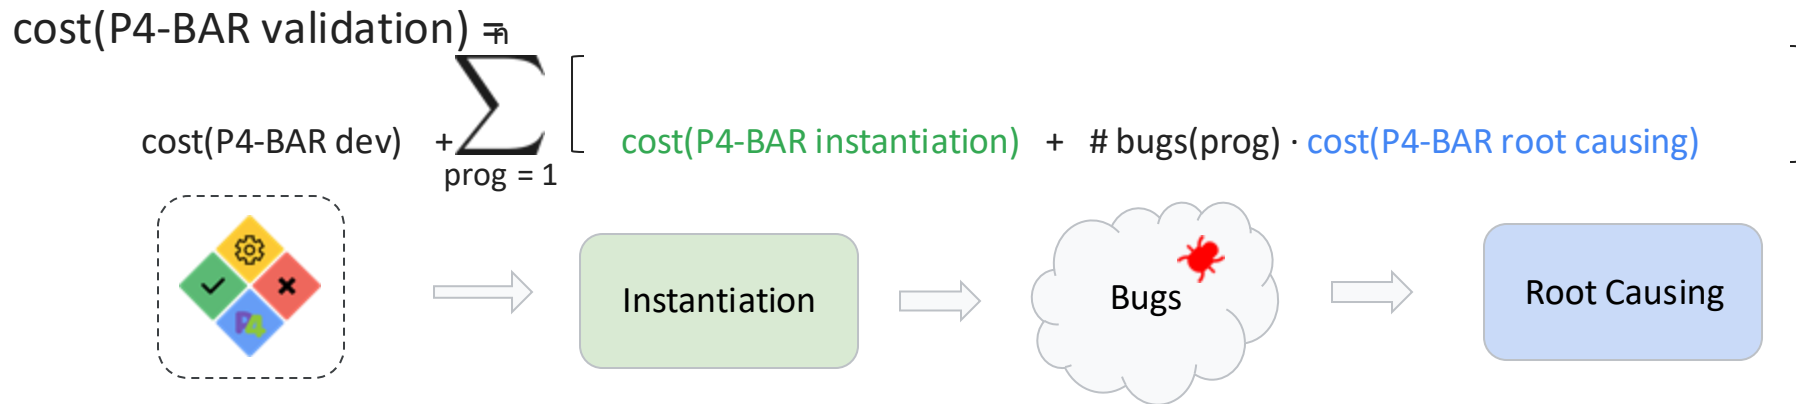 cost(P4-BAR validation) =
n
cost(P4-BAR dev) + ∑ [ cost(P4-BAR instantiation) + # bugs(prog) · cost(P4-BAR root causing) ]
prog = 1
P4
Instantiation
Bugs
Root Causing